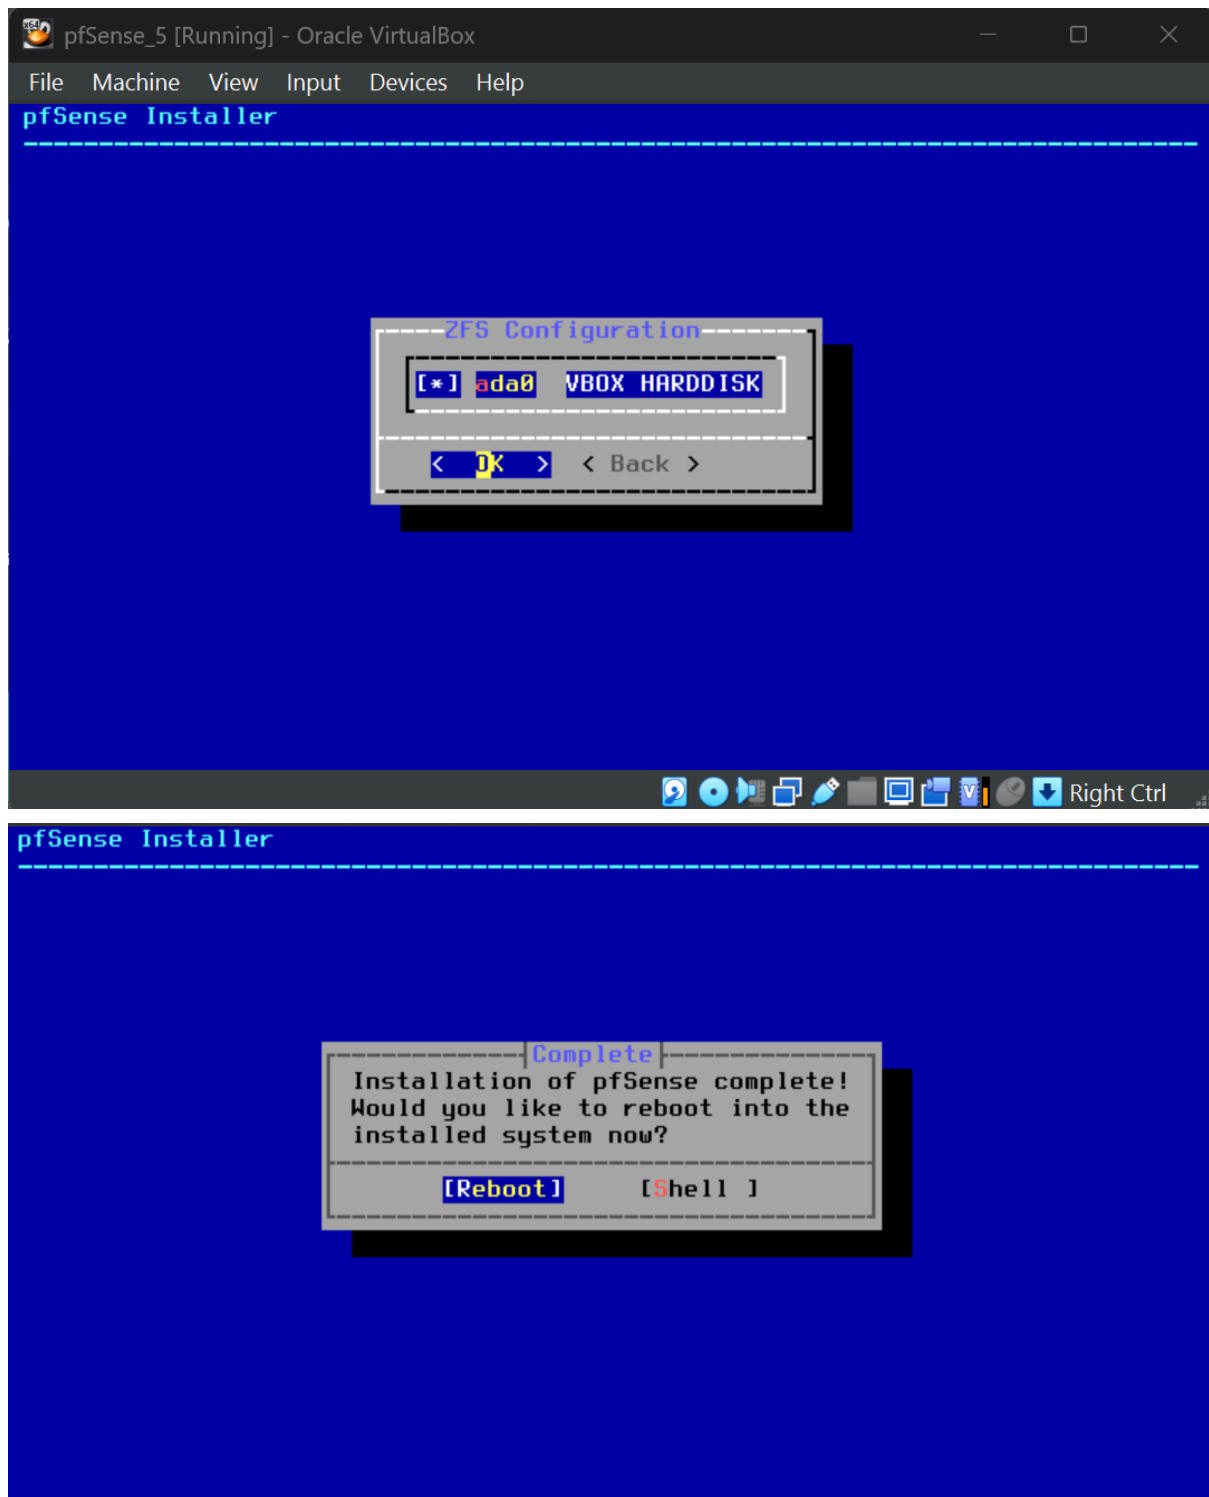 pfSense_5 [Running] - Oracle VirtualBox
File Machine View Input Devices Help
pfSense Installer
ZFS Configuration
[*] ada0 VBOX HARDDISK
< OK > < Back >
Right Ctrl
pfSense Installer
Complete
Installation of pfSense complete!
Would you like to reboot into the
installed system now?
[Reboot] [Shell ]